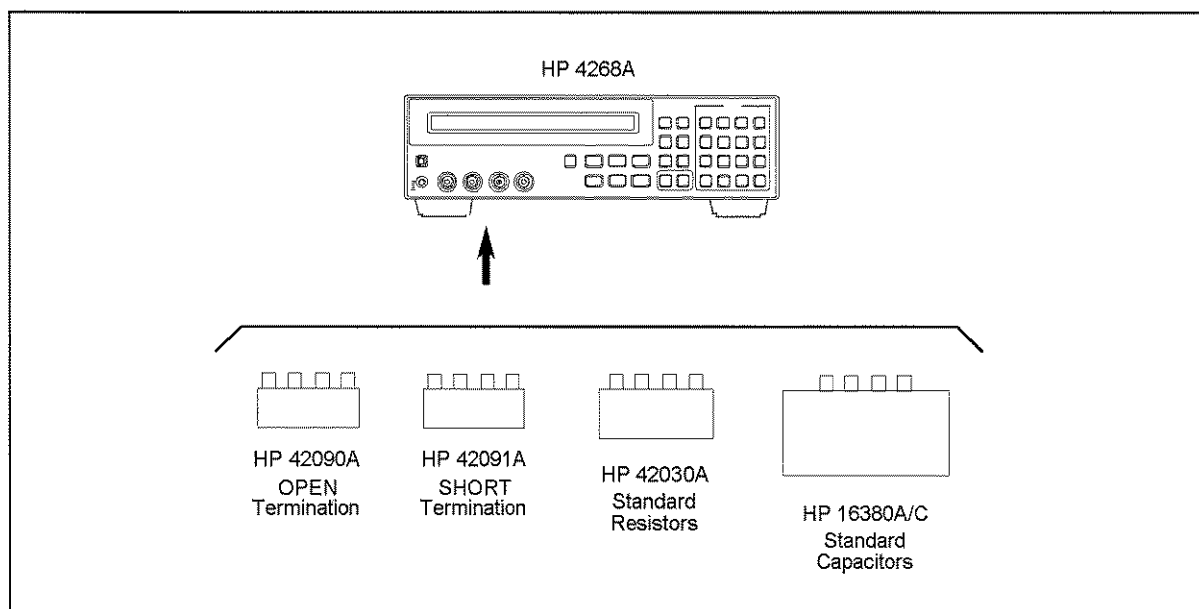 HP 4268A
HP 42090A
OPEN
Termination
HP 42091A
SHORT
Termination
HP 42030A
Standard
Resistors
HP 16380A/C
Standard
Capacitors